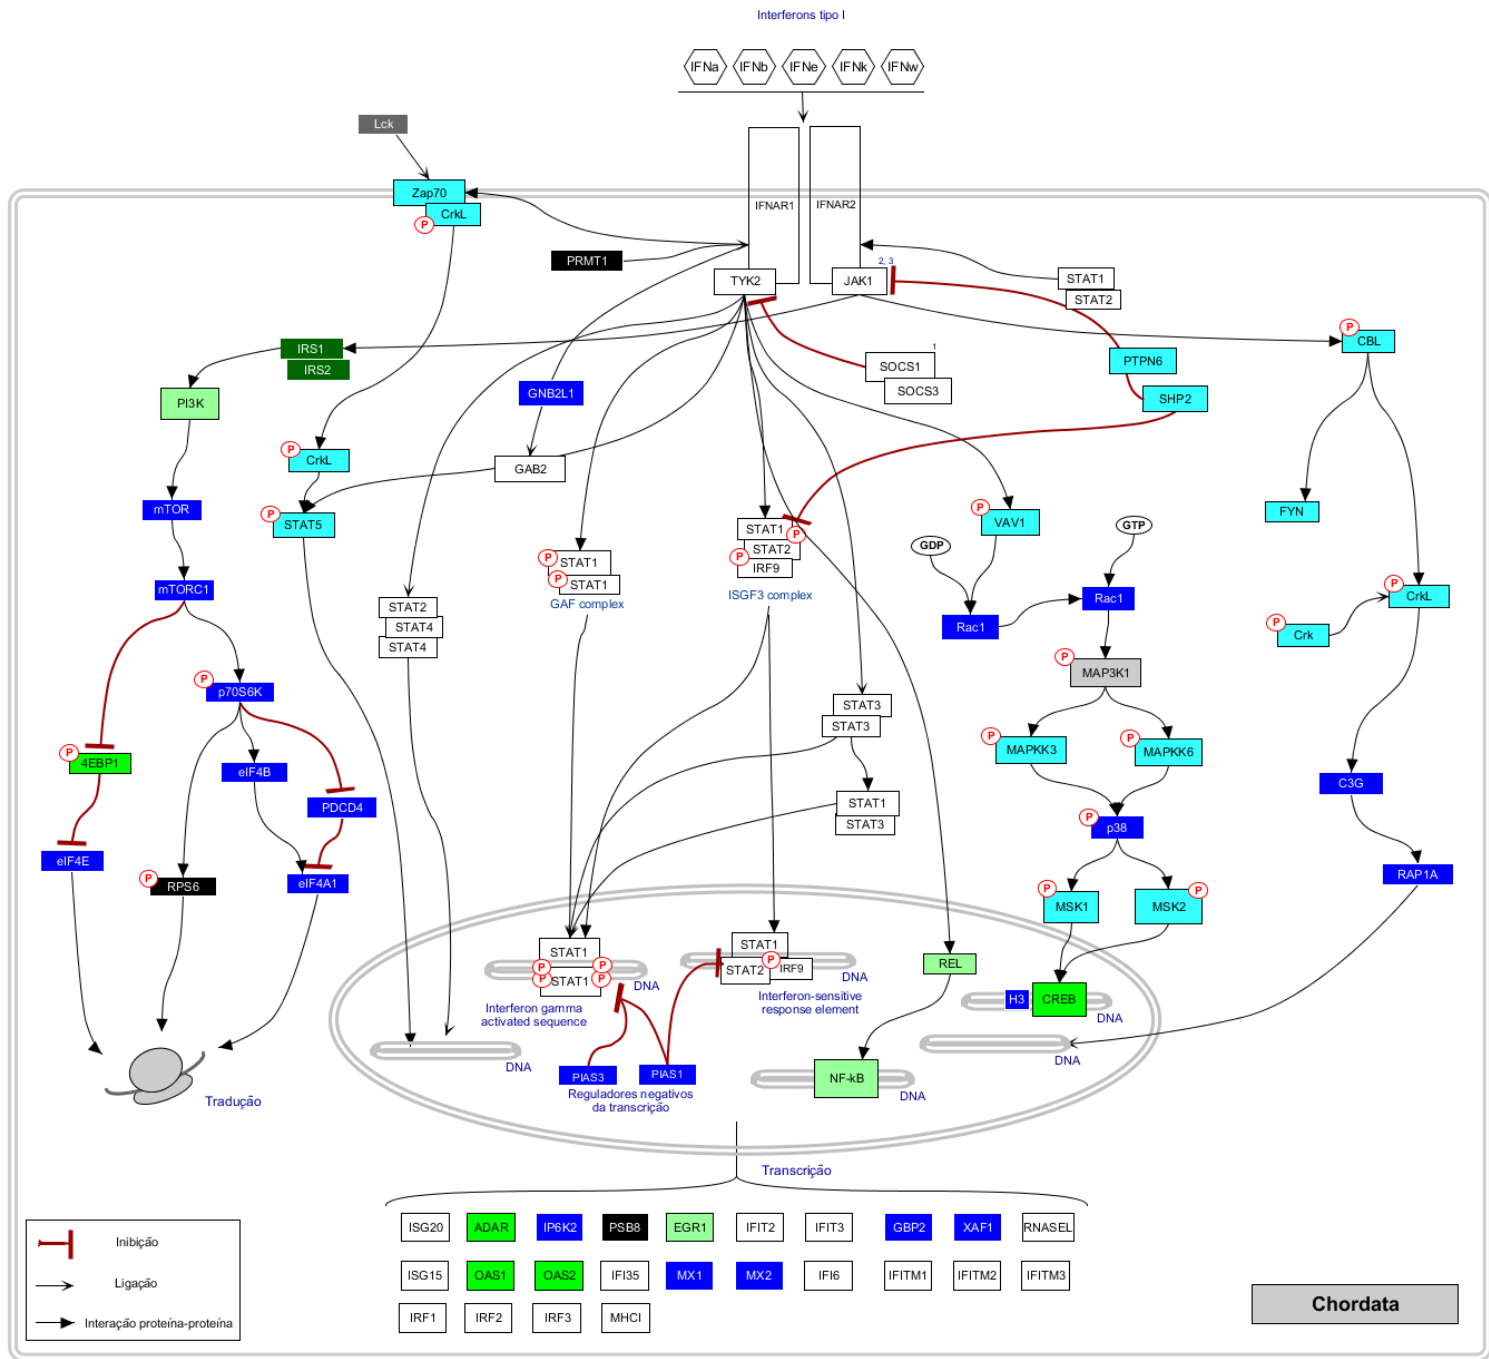 Interferons tipo I
IFNa IFNb IFNe IFNk IFNw
Lck
Zap70
CrkL
P
IFNAR1
IFNAR2
PRMT1
TYK2
JAK1
2, 3
STAT1
STAT2
IRS1
IRS2
PI3K
GNB2L1
SOCS1
1
SOCS3
PTPN6
SHP2
P
CBL
P
CrkL
GAB2
mTOR
P
STAT5
STAT1
P
STAT2
P
IRF9
ISGF3 complex
P
VAV1
FYN
GDP
GTP
P
STAT1
P
STAT1
GAF complex
mTORC1
STAT2
STAT4
STAT4
Rac1
Rac1
P
CrkL
P
Crk
P
MAP3K1
P
p70S6K
STAT3
STAT3
P
MAPKK3
P
MAPKK6
P
4EBP1
eIF4B
PDCD4
STAT1
STAT3
C3G
P
p38
eIF4E
P
RPS6
eIF4A1
RAP1A
P
MSK1
P
MSK2
STAT1
P
P
P
STAT1
P
DNA
Interferon gamma
activated sequence
STAT1
P
STAT2
IRF9
DNA
Interferon-sensitive
response element
REL
H3
CREB
DNA
DNA
DNA
PIAS3
PIAS1
Reguladores negativos
da transcrição
NF-kB
DNA
Tradução
Transcrição
ISG20 ADAR IP6K2 PSB8 EGR1 IFIT2 IFIT3 GBP2 XAF1 RNASEL
ISG15 OAS1 OAS2 IFI35 MX1 MX2 IFI6 IFITM1 IFITM2 IFITM3
IRF1 IRF2 IRF3 MHCI
Inibição
Ligação
Interação proteína-proteína
Chordata